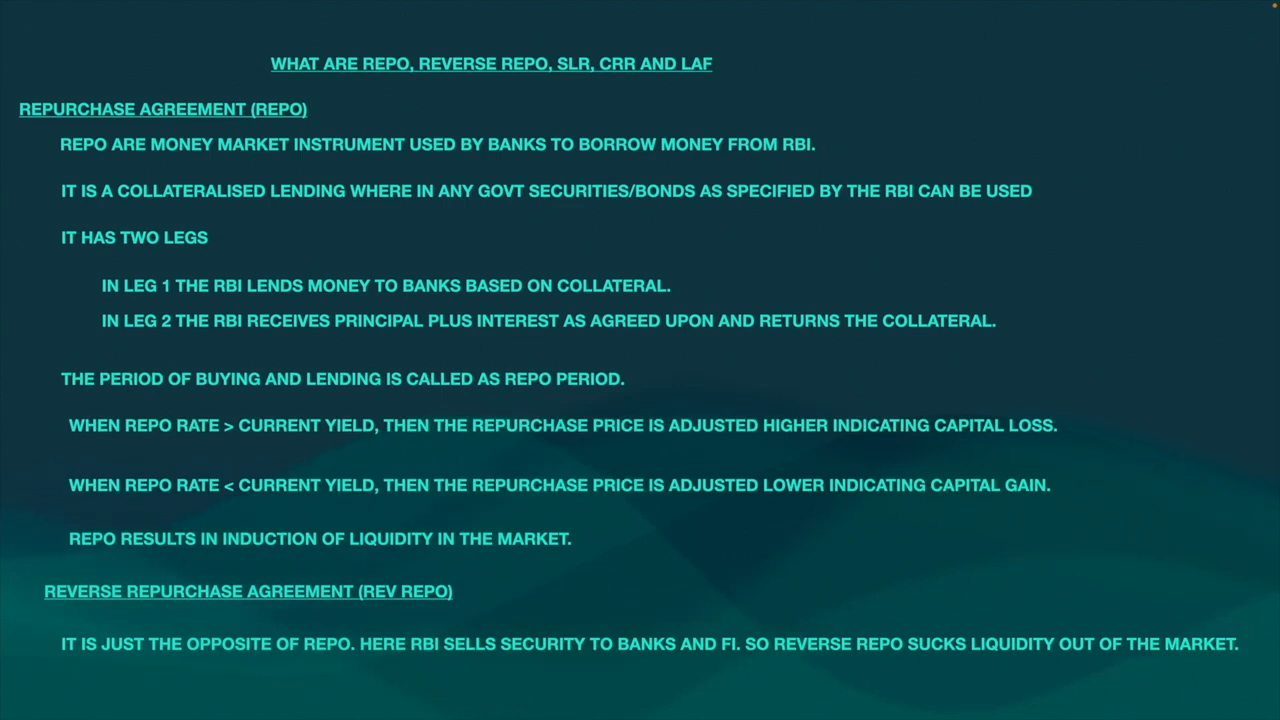 WHAT ARE REPO, REVERSE REPO, SLR, CRR AND LAF
REPURCHASE AGREEMENT (REPO)
REPO ARE MONEY MARKET INSTRUMENT USED BY BANKS TO BORROW MONEY FROM RBI.
IT IS A COLLATERALISED LENDING WHERE IN ANY GOVT SECURITIES/BONDS AS SPECIFIED BY THE RBI CAN BE USED
IT HAS TWO LEGS
IN LEG 1 THE RBI LENDS MONEY TO BANKS BASED ON COLLATERAL.
IN LEG 2 THE RBI RECEIVES PRINCIPAL PLUS INTEREST AS AGREED UPON AND RETURNS THE COLLATERAL.
THE PERIOD OF BUYING AND LENDING IS CALLED AS REPO PERIOD.
WHEN REPO RATE > CURRENT YIELD, THEN THE REPURCHASE PRICE IS ADJUSTED HIGHER INDICATING CAPITAL LOSS.
WHEN REPO RATE < CURRENT YIELD, THEN THE REPURCHASE PRICE IS ADJUSTED LOWER INDICATING CAPITAL GAIN.
REPO RESULTS IN INDUCTION OF LIQUIDITY IN THE MARKET.
REVERSE REPURCHASE AGREEMENT (REV REPO)
IT IS JUST THE OPPOSITE OF REPO. HERE RBI SELLS SECURITY TO BANKS AND FI. SO REVERSE REPO SUCKS LIQUIDITY OUT OF THE MARKET.